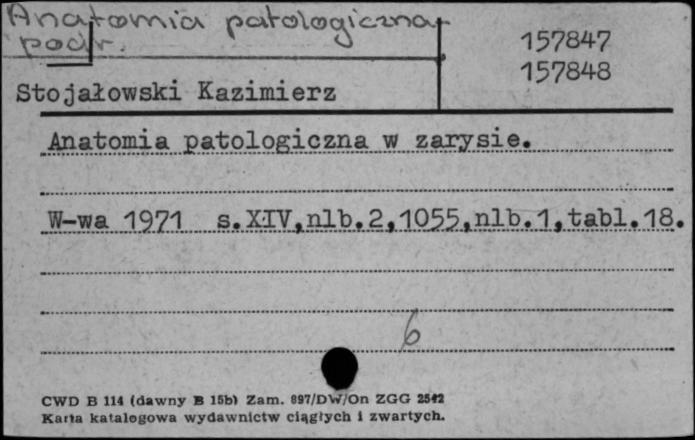 Anatomia patologiczna
podr.
157847
157848
Stojałowski Kazimierz
Anatomia patologiczna w zarysie.
W-wa 1971 s.XIV,nlb.2,1055,nlb.1,tabl.18.
6
CWD B 114 (dawny B 15b) Zam. 897/DW/On ZGG 2542
Karta katalogowa wydawnictw ciągłych i zwartych.